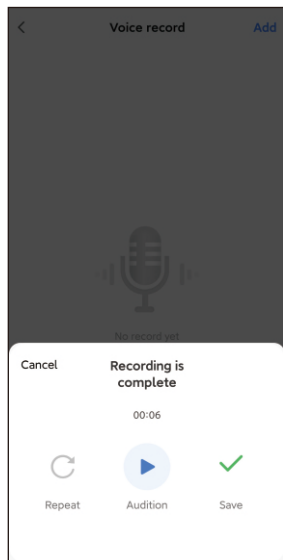 Voice record
Add
No record yet
Cancel
Recording is
complete
00:06
Repeat
Audition
Save